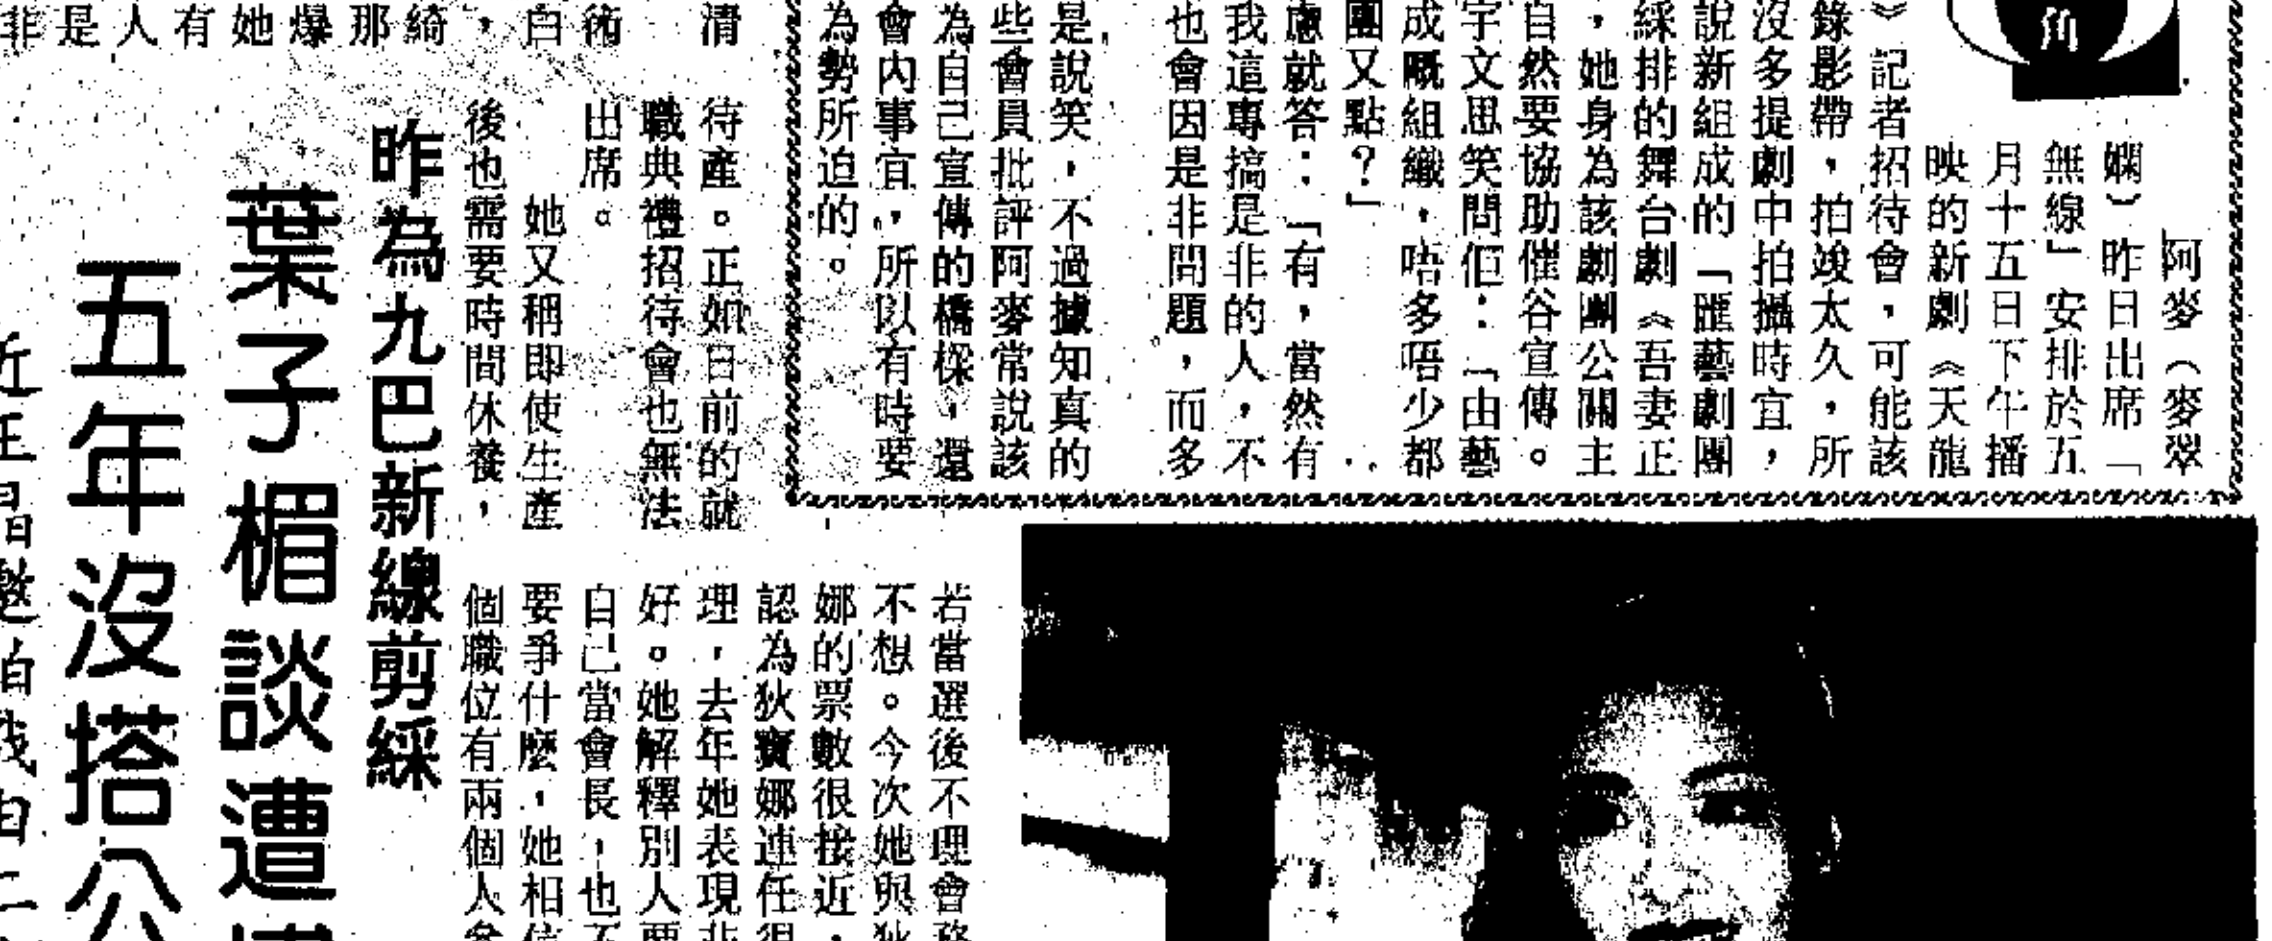 角
阿麥（麥翠
嫻）昨日出席「
無線」安排於五
月十五日下午播
映的新劇《天龍
》記者招待會，可能該
錄影帶，拍竣太久，所
沒多提劇中拍攝時宜，
說新組成的「匯藝劇團
綵排的舞台劇《吾妻正
，她身為該劇團公關主
自然要協助催谷宣傳。
宇文思笑問佢：「由藝
成嘅組織，唔多唔少都
團又點？」
慮就答：「有，當然有
我這專搞是非的人，不
也會因是非問題，而多
是說笑，不過據知真的
些會員批評阿麥常說該
為自己宣傳的橋樑，還
會內事宜，所以有時要
為勢所迫的。
清
待產。正如日前的就
職典禮招待會也無法
術
出席。
白
她又稱即使生產
，
後也需要時間休養，
綺
那
爆
她
有
人
是
非
若當選後不理會務
不想。今次她與狄
娜的票數很接近，
認為狄寶娜連任很
理，去年她表現非
好。她解釋別人要
自己當會長，也不
要爭什麼，她相信
個職位有兩個人參
昨為九巴新線剪綵
葉子楣談遭
五年沒搭公